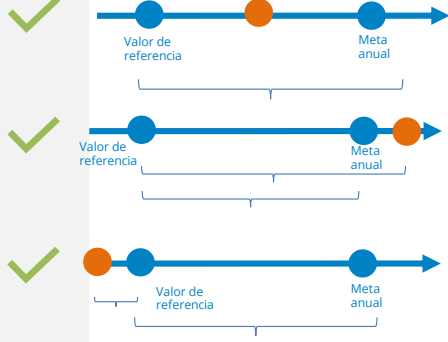 Valor de
referencia
Meta
anual
Valor de
referencia
Meta
anual
Valor de
referencia
Meta
anual